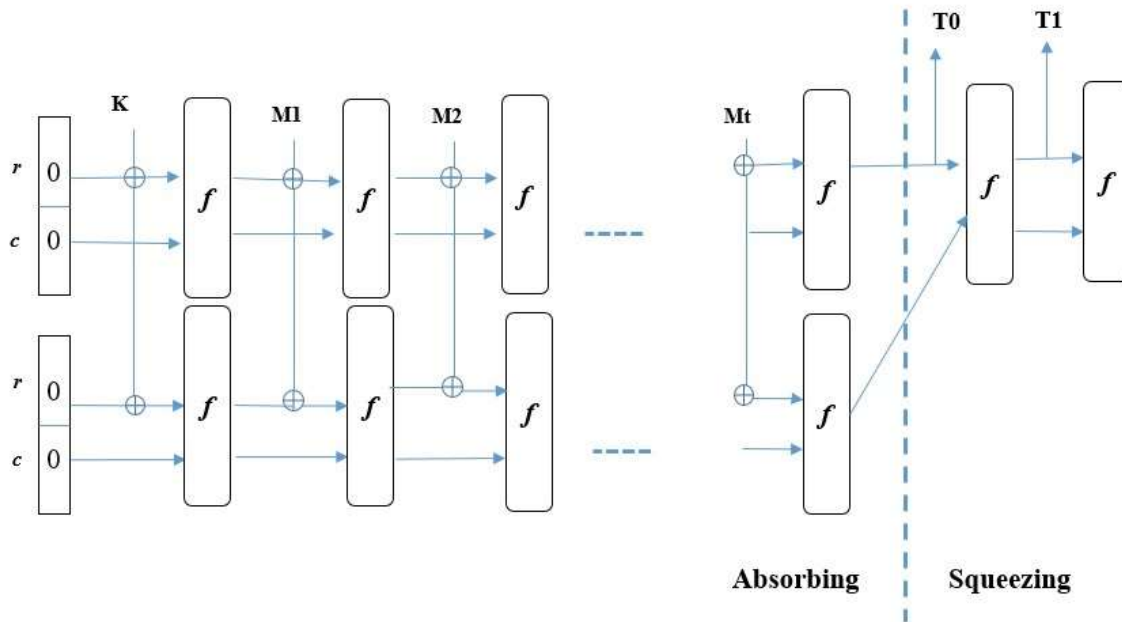 T0 T1
K M1 M2 Mt
r 0 f f f f f f
c 0
r 0 f f f f
c 0
Absorbing Squeezing